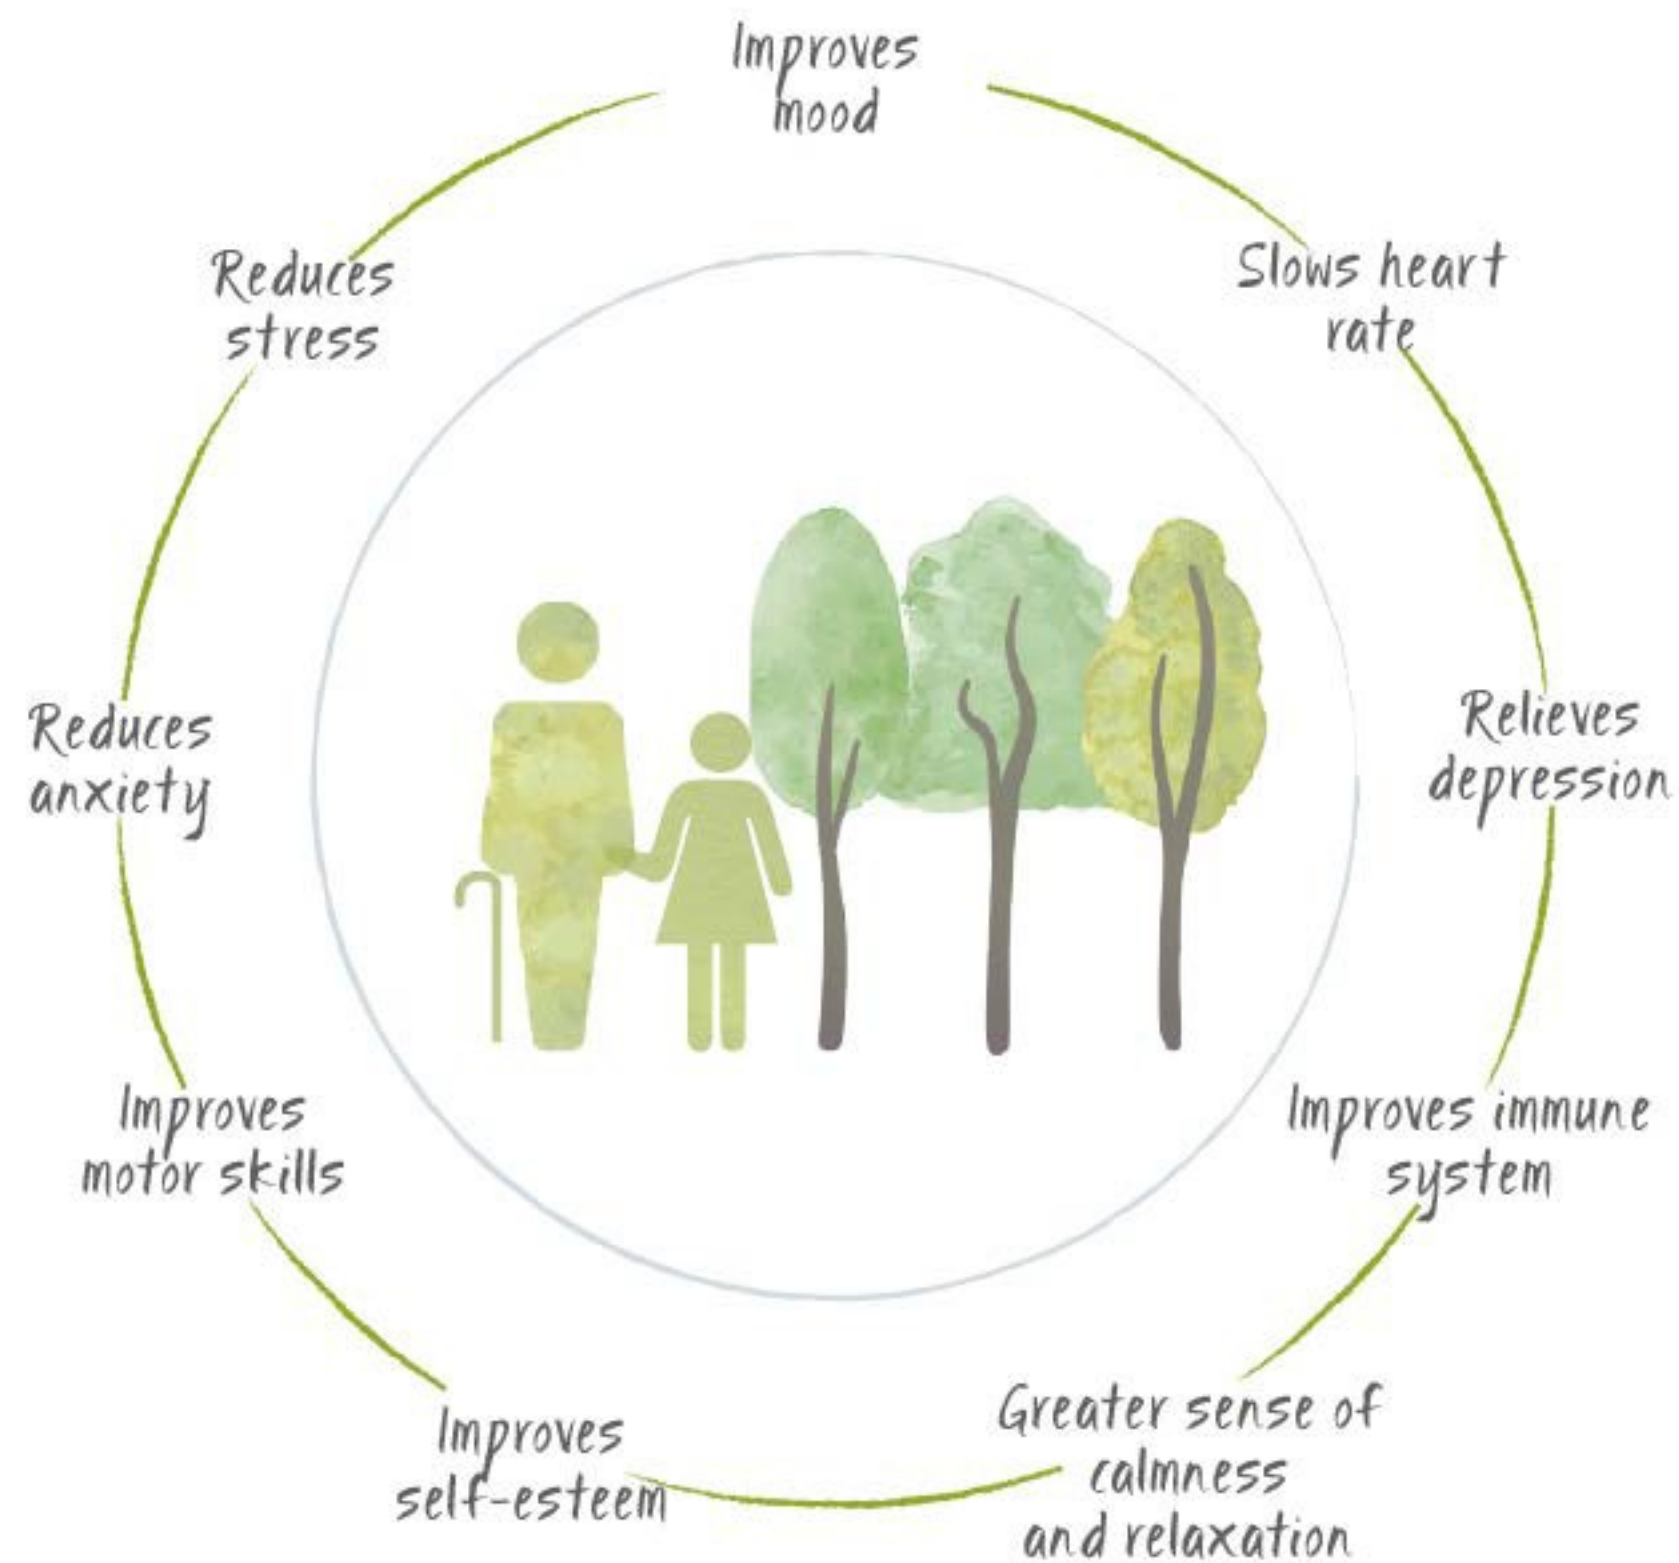 Improves
mood
Slows heart
rate
Relieves
depression
Improves immune
system
Greater sense of
calmness
and relaxation
Improves
self-esteem
Improves
motor skills
Reduces
anxiety
Reduces
stress